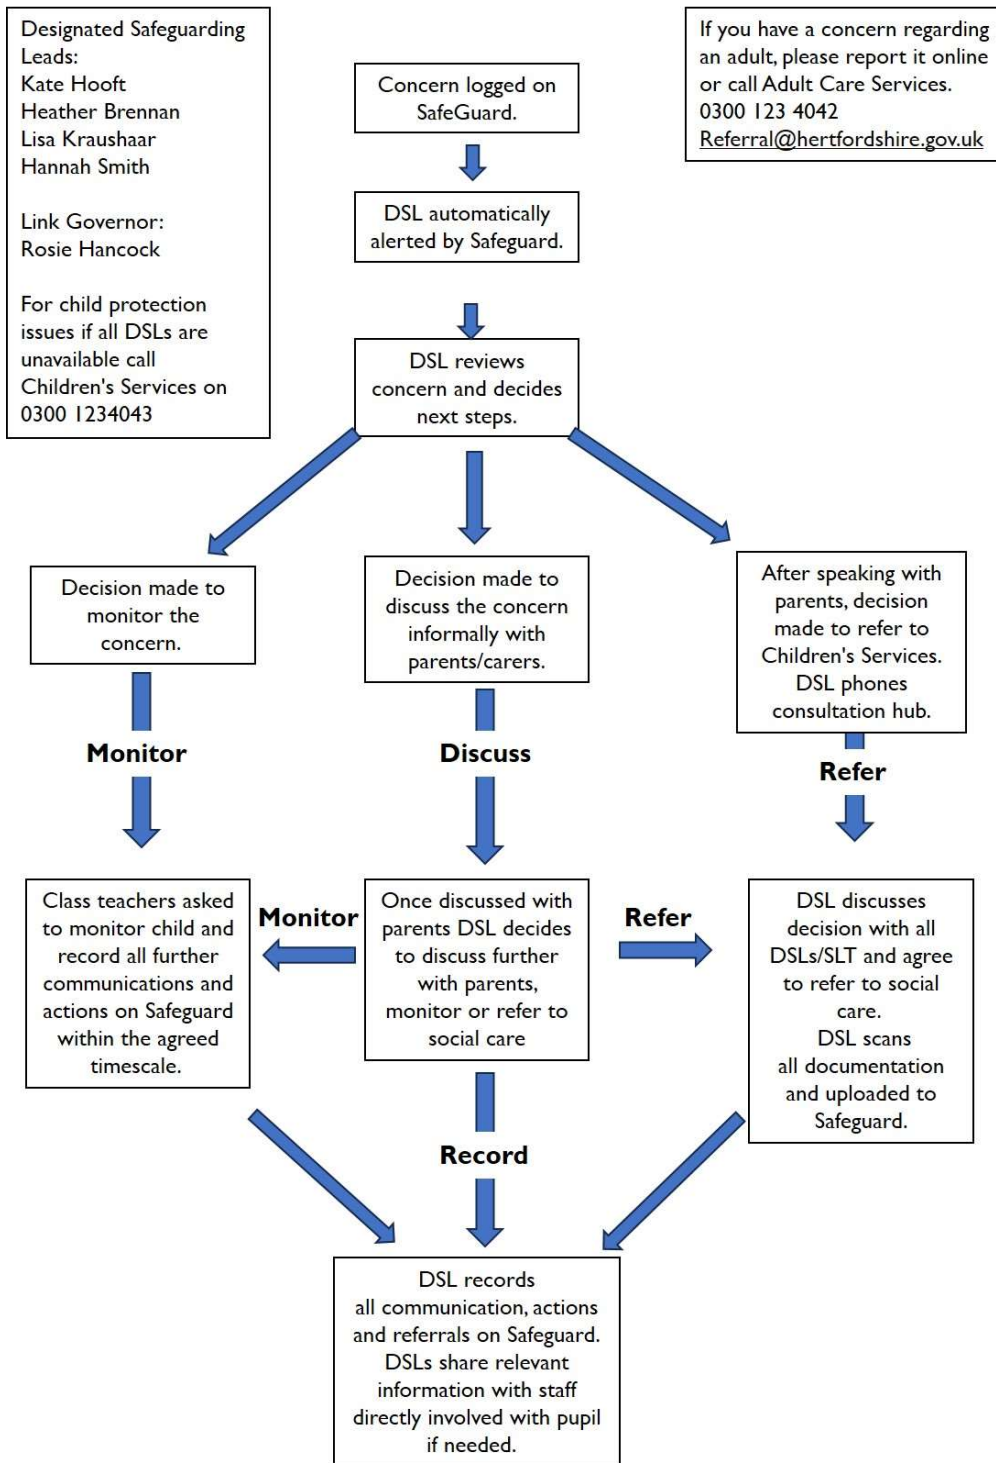 Designated Safeguarding
Leads:
Kate Hooft
Heather Brennan
Lisa Kraushaar
Hannah Smith
Link Governor:
Rosie Hancock
For child protection
issues if all DSLs are
unavailable call
Children's Services on
0300 1234043
If you have a concern regarding
an adult, please report it online
or call Adult Care Services.
0300 123 4042
Referral@hertfordshire.gov.uk
Concern logged on
SafeGuard.
DSL automatically
alerted by Safeguard.
DSL reviews
concern and decides
next steps.
Decision made to
monitor the
concern.
Decision made to
discuss the concern
informally with
parents/carers.
After speaking with
parents, decision
made to refer to
Children's Services.
DSL phones
consultation hub.
Monitor
Discuss
Refer
Class teachers asked
to monitor child and
record all further
communications and
actions on Safeguard
within the agreed
timescale.
Monitor
Once discussed with
parents DSL decides
to discuss further
with parents,
monitor or refer to
social care
Refer
DSL discusses
decision with all
DSLs/SLT and agree
to refer to social
care.
DSL scans
all documentation
and uploaded to
Safeguard.
Record
DSL records
all communication, actions
and referrals on Safeguard.
DSLs share relevant
information with staff
directly involved with pupil
if needed.